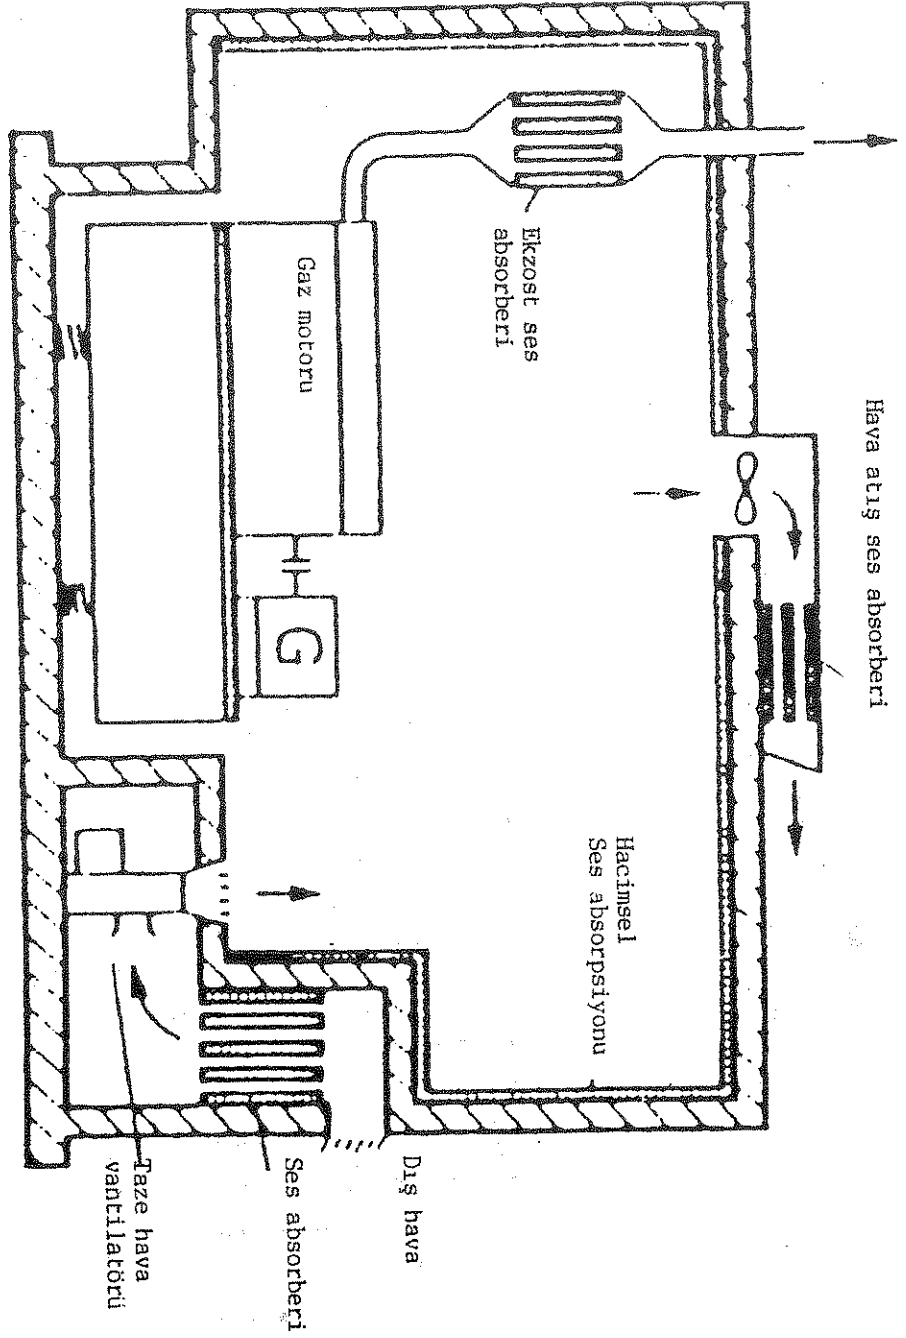 Hava atış ses absorberi
Ekzost ses
absorberi
Gaz motoru
G
Hacimsel
Ses absorpsiyonu
Dış hava
Ses absorberi
Taze hava
vantilatörü